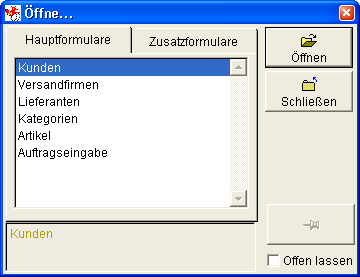 Öffne...
Hauptformulare
Zusatzformulare
Kunden
Versandfirmen
Lieferanten
Kategorien
Artikel
Auftragseingabe
Öffnen
Schließen
Kunden
Offen lassen